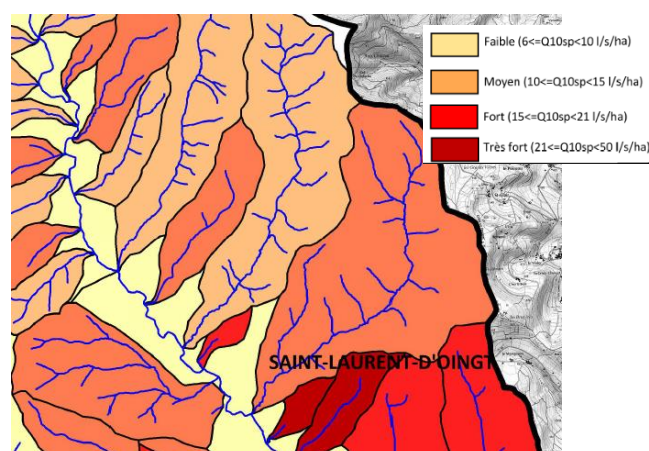 Faible (6<=Q10sp<10 l/s/ha)
Moyen (10<=Q10sp<15 l/s/ha)
Fort (15<=Q10sp<21 l/s/ha)
Très fort (21<=Q10sp<50 l/s/ha)
SAINT-LAURENT-D'OINGT